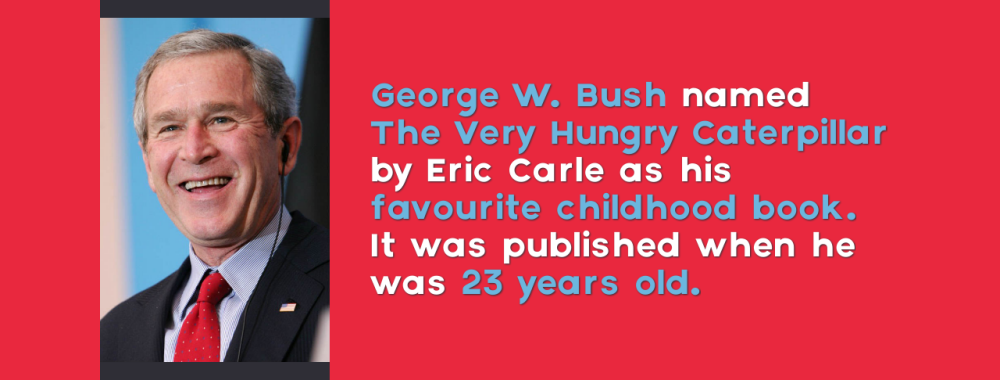 George W. Bush named
The Very Hungry Caterpillar
by Eric Carle as his
favourite childhood book.
It was published when he
was 23 years old.